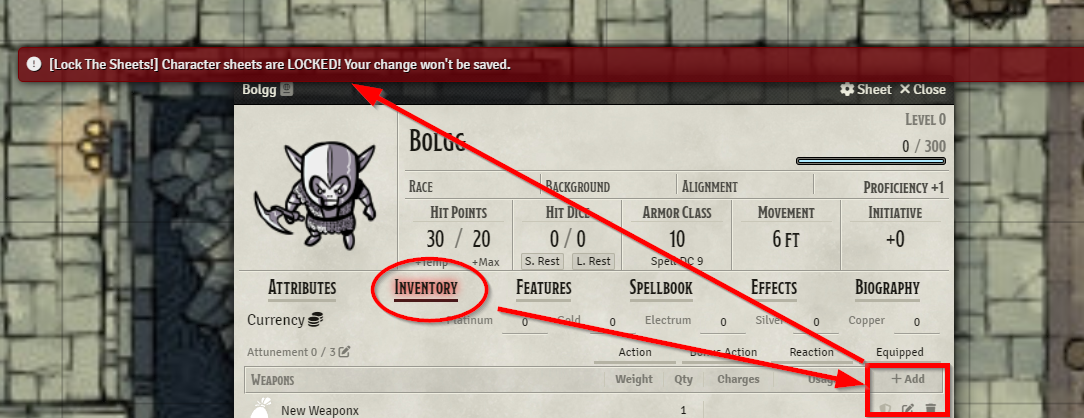 [Lock The Sheets!] Character sheets are LOCKED! Your change won't be saved.
Bolgg Sheet Close
Bolgg
Level 0
0 / 300
Race Background Alignment Proficiency +1
Hit Points Hit Dice Armor Class Movement Initiative
30 / 20 0 / 0 10 6 ft +0
+Temp +Max S. Rest L. Rest Spell DC 9
Attributes Inventory Features Spellbook Effects Biography
Currency Platinum 0 Gold 0 Electrum 0 Silver 0 Copper 0
Attunement 0 / 3 Action Bonus Action Reaction Equipped
Weapons Weight Qty Charges Usage + Add
New Weaponx 1